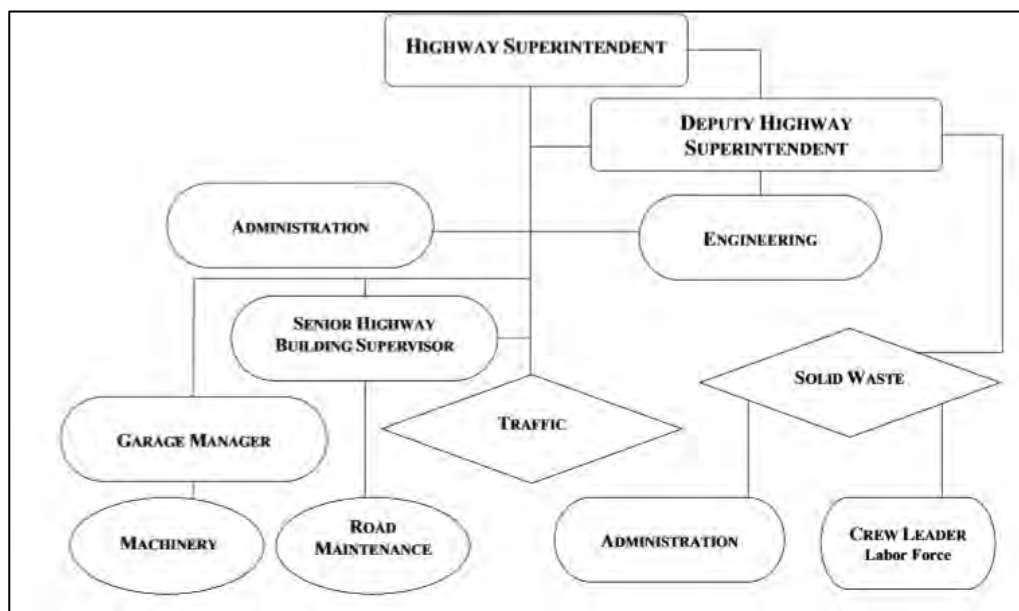 HIGHWAY SUPERINTENDENT
DEPUTY HIGHWAY
SUPERINTENDENT
ADMINISTRATION
ENGINEERING
SENIOR HIGHWAY
BUILDING SUPERVISOR
SOLID WASTE
TRAFFIC
GARAGE MANAGER
MACHINERY
ROAD
MAINTENANCE
ADMINISTRATION
CREW LEADER
Labor Force